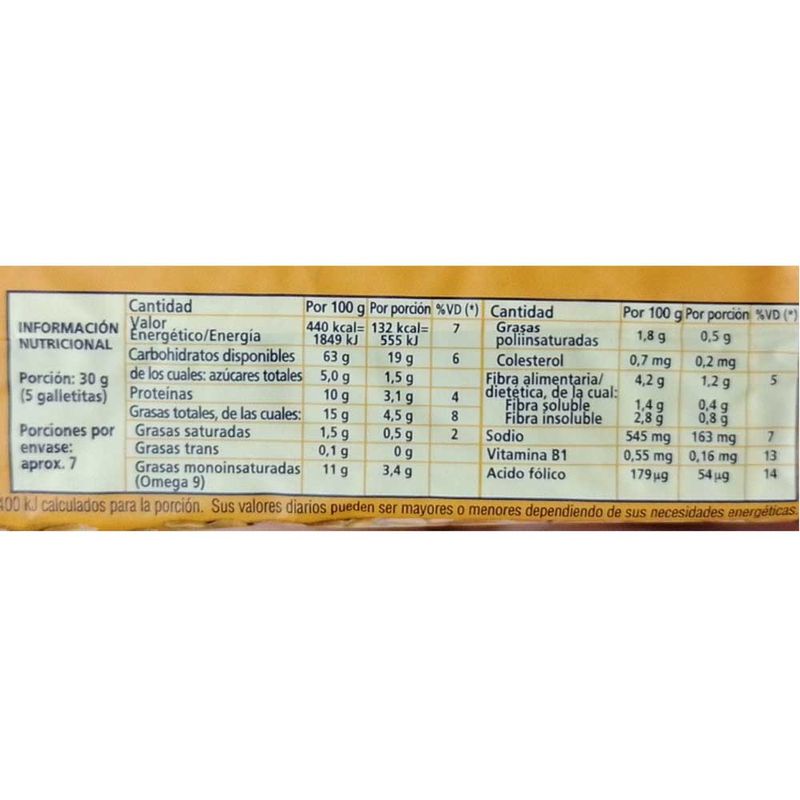 INFORMACIÓN
NUTRICIONAL
Porción: 30 g
(5 galletitas)
Porciones por
envase:
aprox. 7
Cantidad Por 100 g Por porción %VD (*)
Valor
Energético/Energía 440 kcal= 1849 kJ 132 kcal= 555 kJ 7
Carbohidratos disponibles 63 g 19 g 6
de los cuales: azúcares totales 5,0 g 1,5 g
Proteínas 10 g 3,1 g 4
Grasas totales, de las cuales: 15 g 4,5 g 8
Grasas saturadas 1,5 g 0,5 g 2
Grasas trans 0,1 g 0 g
Grasas monoinsaturadas 11 g 3,4 g
(Omega 9)
Cantidad Por 100 g Por porción %VD (*)
Grasas
poliinsaturadas 1,8 g 0,5 g
Colesterol 0,7 mg 0,2 mg
Fibra alimentaria/ 4,2 g 1,2 g 5
dietética, de la cual:
Fibra soluble 1,4 g 0,4 g
Fibra insoluble 2,8 g 0,8 g
Sodio 545 mg 163 mg 7
Vitamina B1 0,55 mg 0,16 mg 13
Acido fólico 179 µg 54 µg 14
400 kJ calculados para la porción. Sus valores diarios pueden ser mayores o menores dependiendo de sus necesidades energéticas.